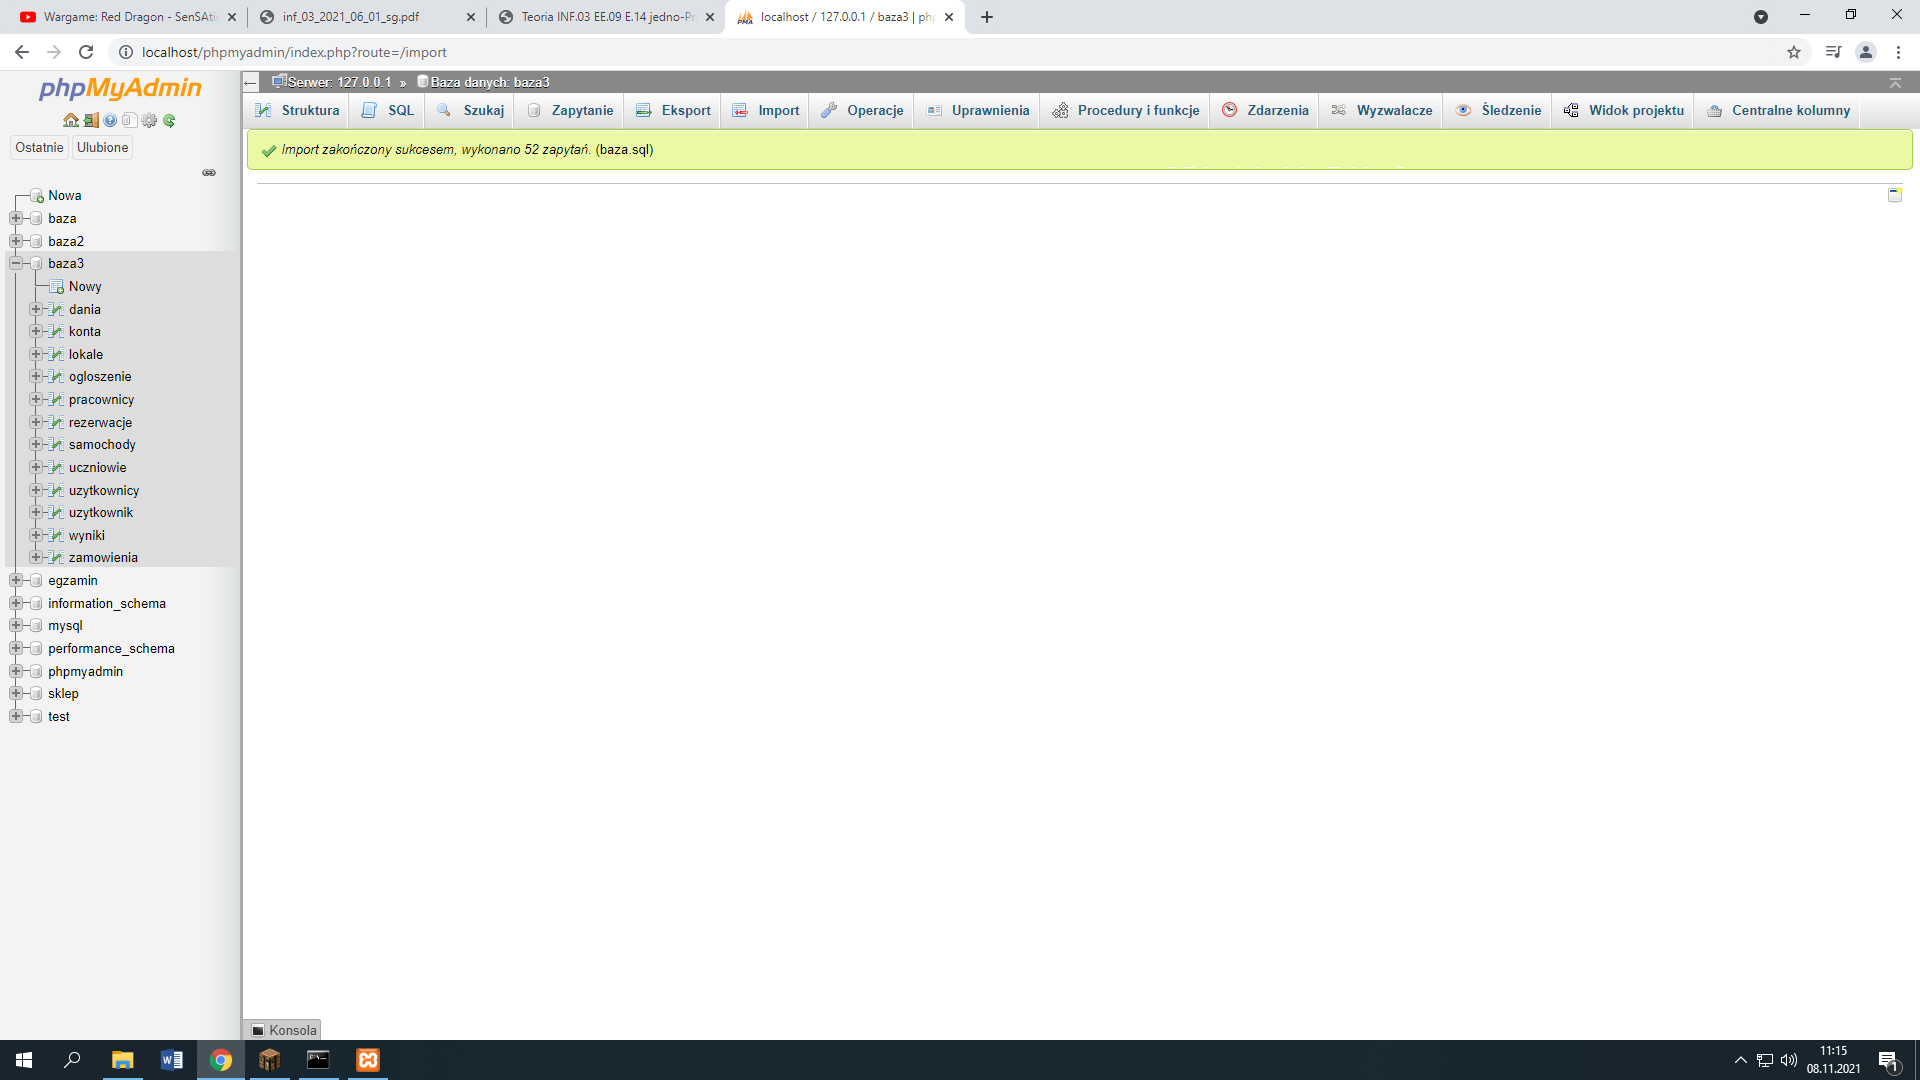 Wargame: Red Dragon - SenSAti
inf_03_2021_06_01_sg.pdf
Teoria INF.03 EE.09 E.14 jedno-Pr
localhost / 127.0.0.1 / baza3 | ph
localhost/phpmyadmin/index.php?route=/import
phpMyAdmin
Ostatnie
Ulubione
Nowa
baza
baza2
baza3
Nowy
dania
konta
lokale
ogloszenie
pracownicy
rezerwacje
samochody
uczniowie
uzytkownicy
uzytkownik
wyniki
zamowienia
egzamin
information_schema
mysql
performance_schema
phpmyadmin
sklep
test
Serwer: 127.0.0.1 » Baza danych: baza3
Struktura SQL Szukaj Zapytanie Eksport Import Operacje Uprawnienia Procedury i funkcje Zdarzenia Wyzwalacze Śledzenie Widok projektu Centralne kolumny
Import zakończony sukcesem, wykonano 52 zapytań. (baza.sql)
Konsola
11:15
08.11.2021
1